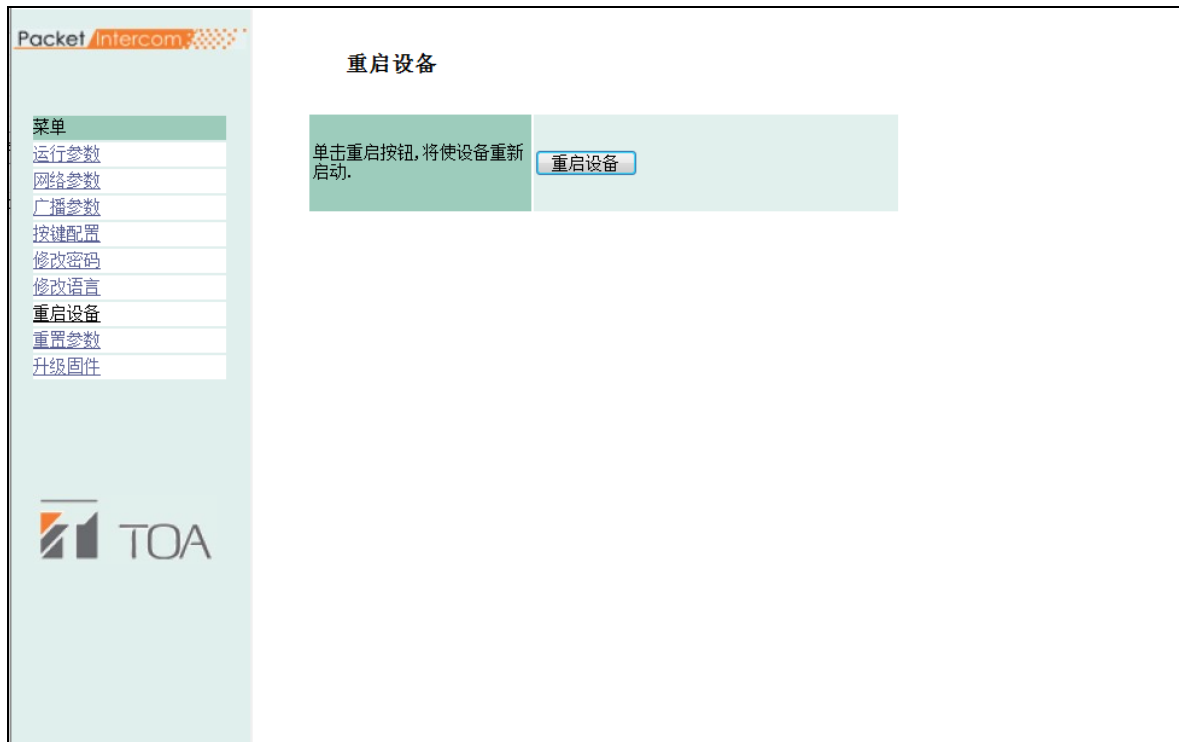 Packet Intercom
菜单
运行参数
网络参数
广播参数
按键配置
修改密码
修改语言
重启设备
重置参数
升级固件
TOA
重启设备
单击重启按钮,将使设备重新
启动.
重启设备